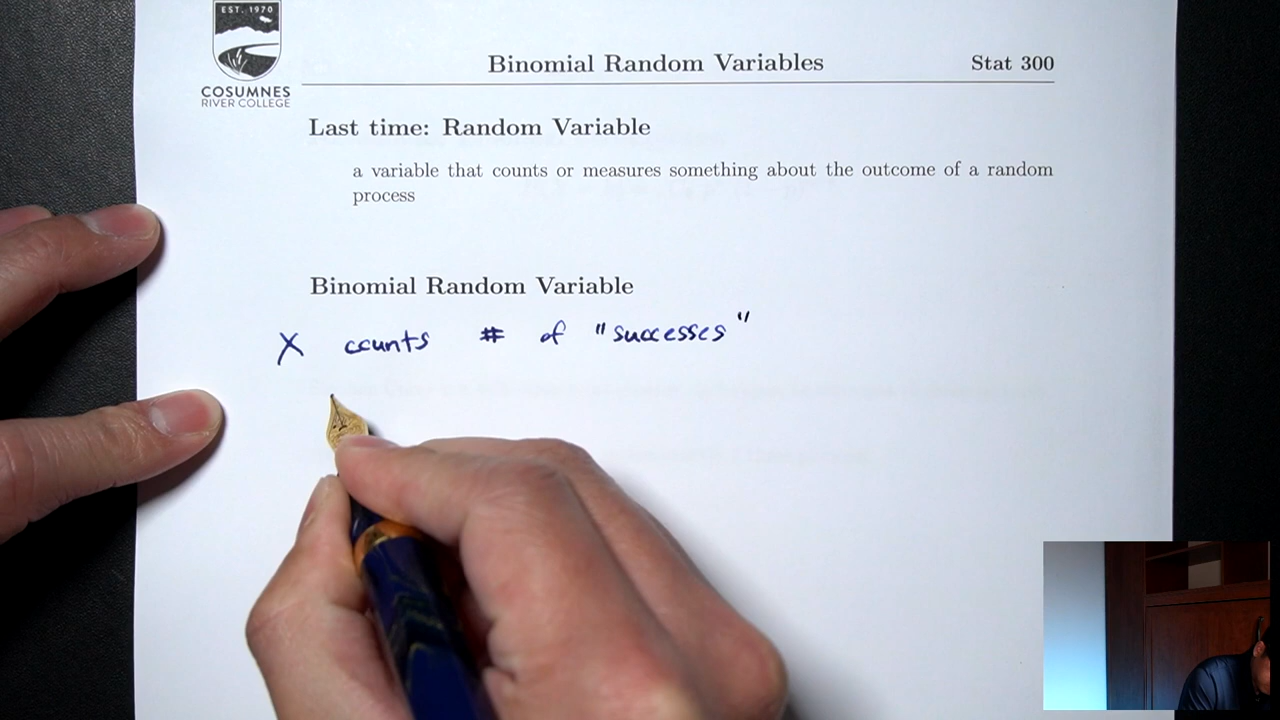 EST. 1970
COSUMNES
RIVER COLLEGE
Binomial Random Variables
Stat 300
Last time: Random Variable
a variable that counts or measures something about the outcome of a random
process
Binomial Random Variable
X counts # of "successes"